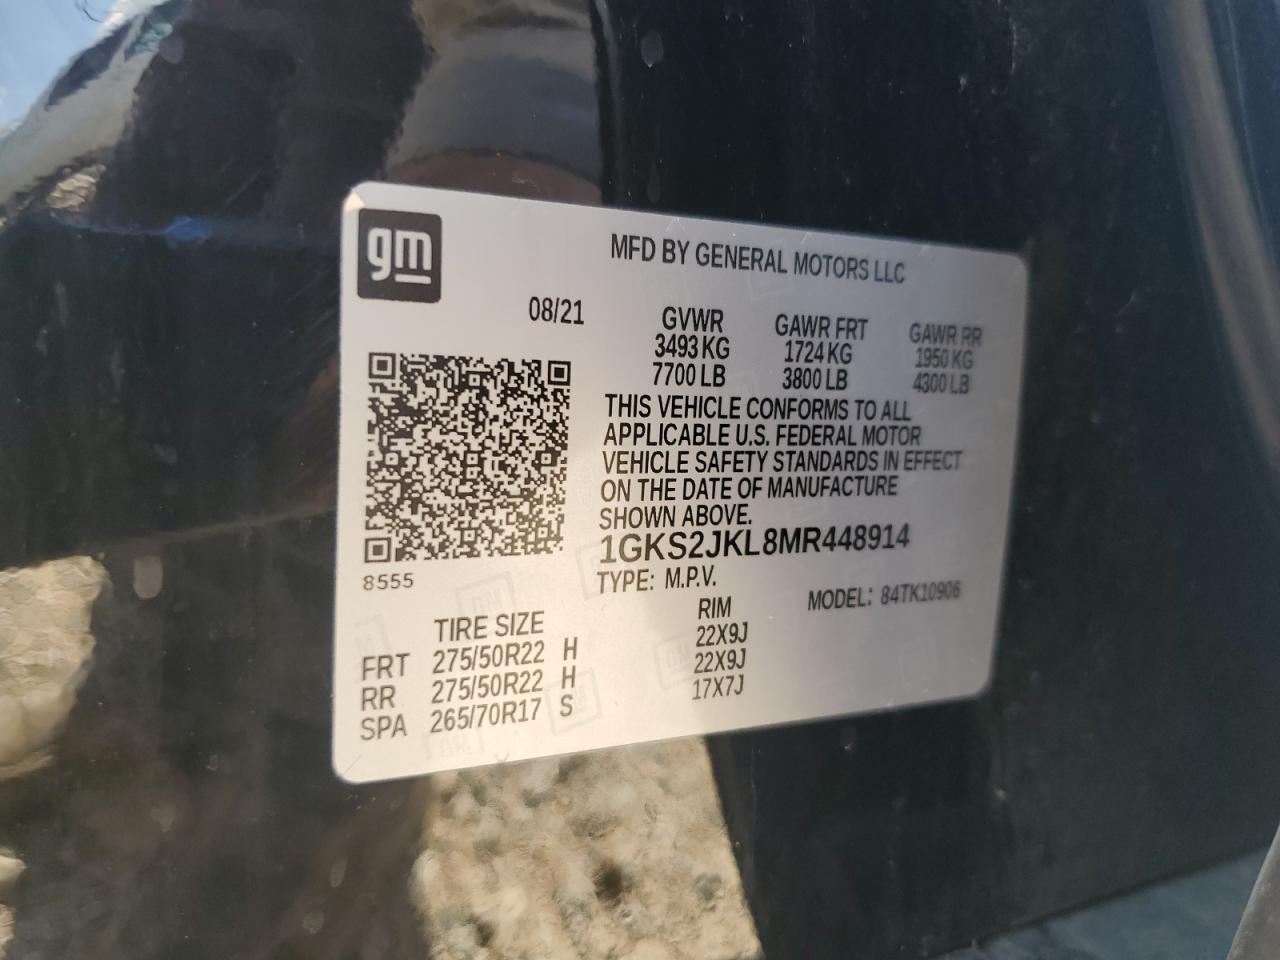 gm
MFD BY GENERAL MOTORS LLC
08/21
GVWR GAWR FRT GAWR RR
3493 KG 1724 KG 1950 KG
7700 LB 3800 LB 4300 LB
THIS VEHICLE CONFORMS TO ALL
APPLICABLE U.S. FEDERAL MOTOR
VEHICLE SAFETY STANDARDS IN EFFECT
ON THE DATE OF MANUFACTURE
SHOWN ABOVE.
1GKS2JKL8MR448914
8555
TYPE: M.P.V. MODEL: 84TK10906
TIRE SIZE RIM
FRT 275/50R22 H 22X9J
RR 275/50R22 H 22X9J
SPA 265/70R17 S 17X7J